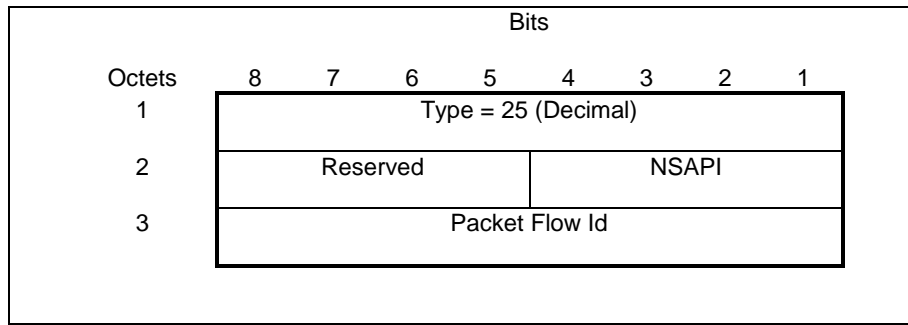 Bits
Octets 8 7 6 5 4 3 2 1
1 Type = 25 (Decimal)
2 Reserved NSAPI
3 Packet Flow Id